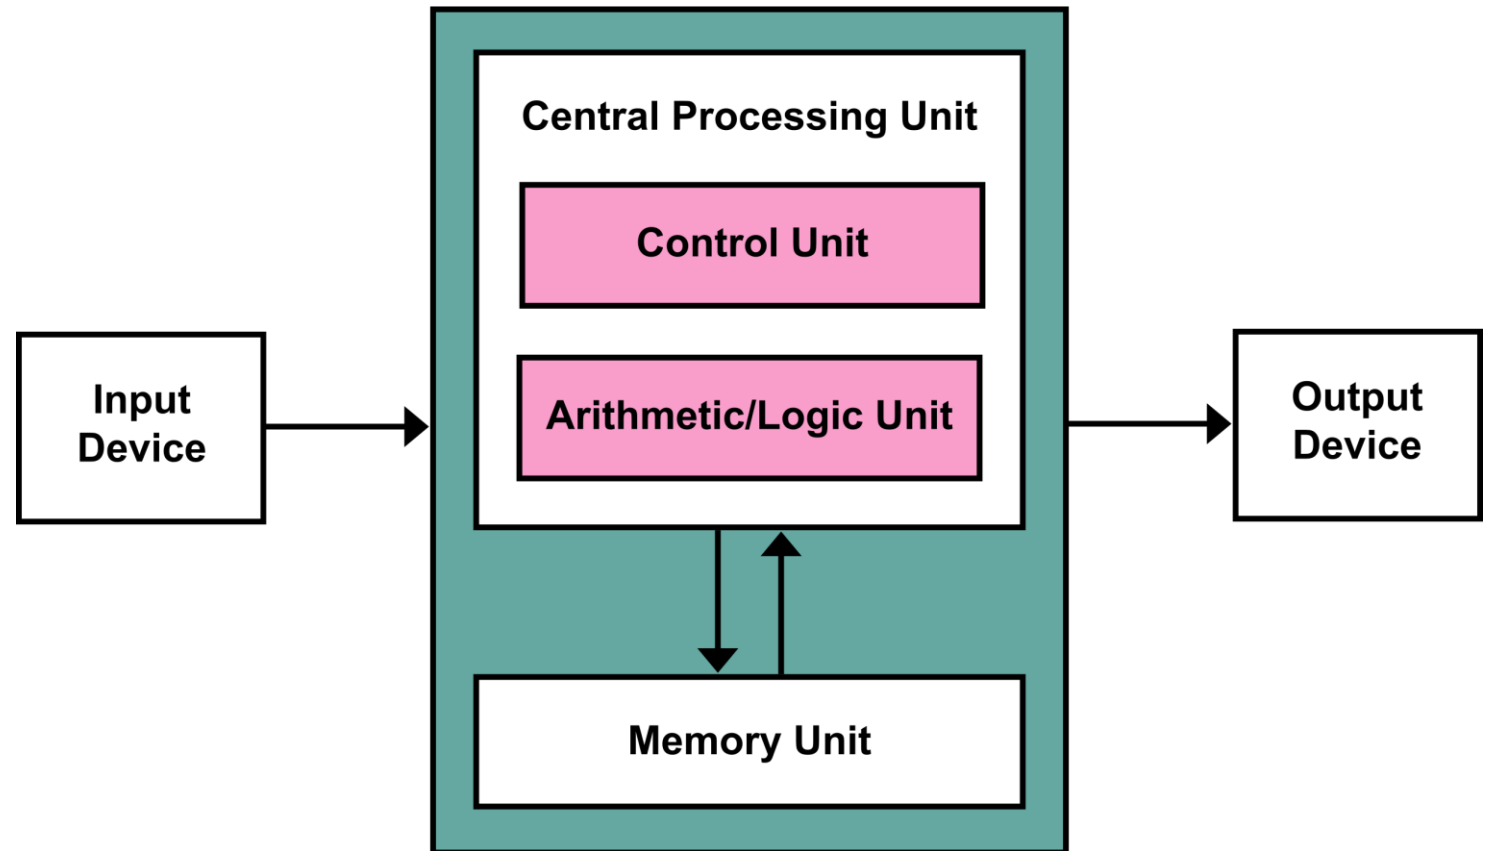 Central Processing Unit
Control Unit
Arithmetic/Logic Unit
Input
Device
Output
Device
Memory Unit